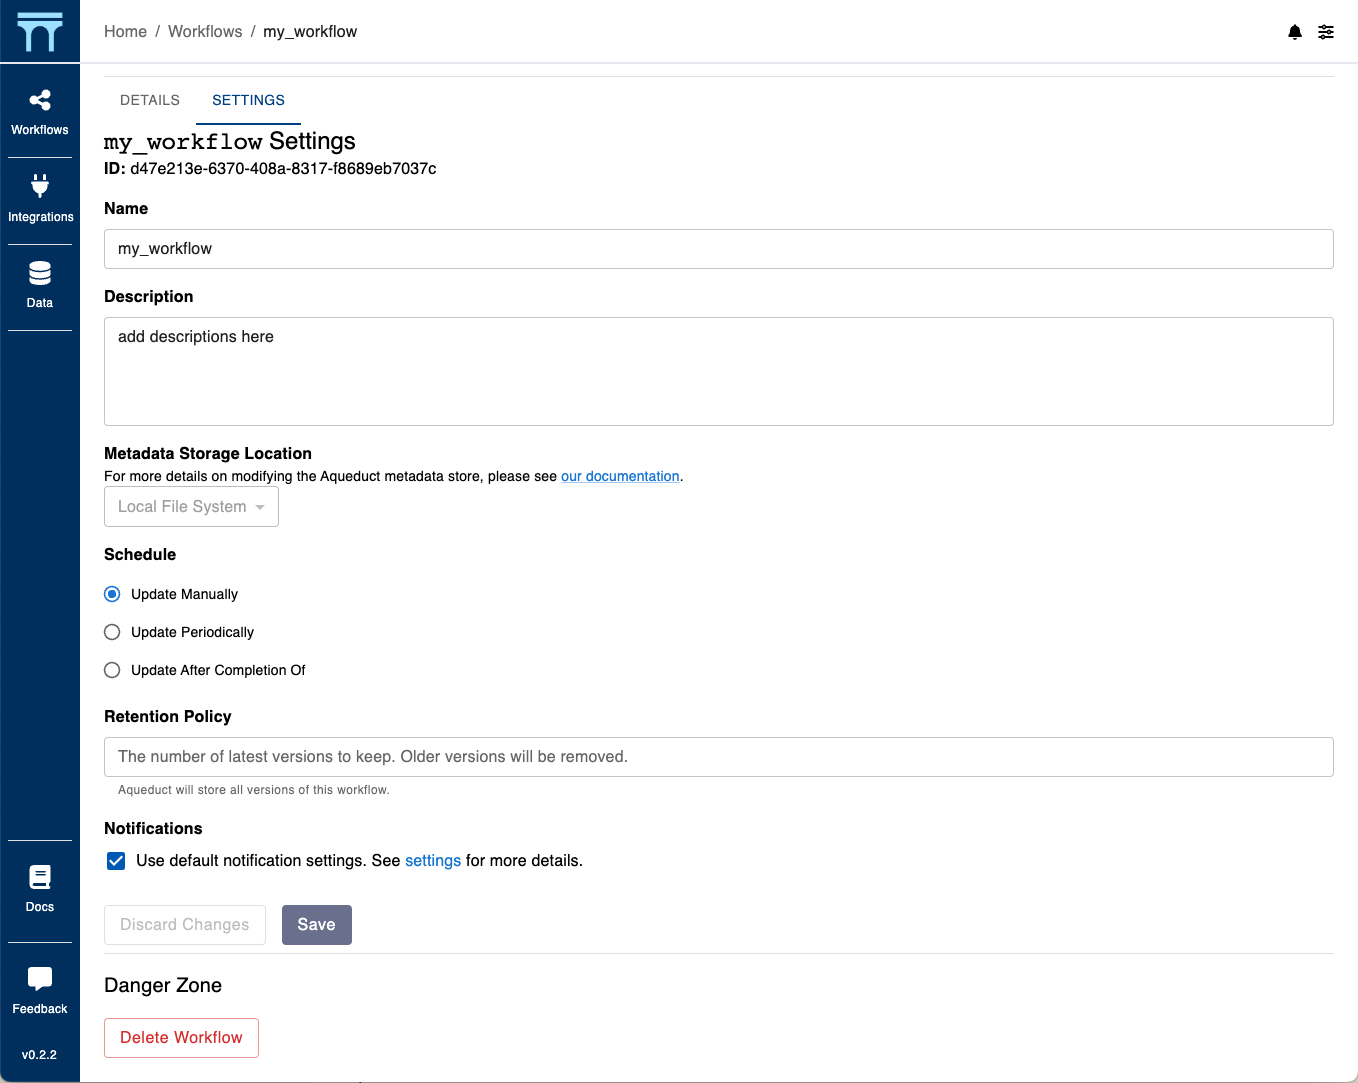 Home / Workflows / my_workflow
Workflows
Integrations
Data
Docs
Feedback
v0.2.2
DETAILS SETTINGS
my_workflow Settings
ID: d47e213e-6370-408a-8317-f8689eb7037c
Name
my_workflow
Description
add descriptions here
Metadata Storage Location
For more details on modifying the Aqueduct metadata store, please see our documentation.
Local File System
Schedule
Update Manually
Update Periodically
Update After Completion Of
Retention Policy
The number of latest versions to keep. Older versions will be removed.
Aqueduct will store all versions of this workflow.
Notifications
Use default notification settings. See settings for more details.
Discard Changes Save
Danger Zone
Delete Workflow